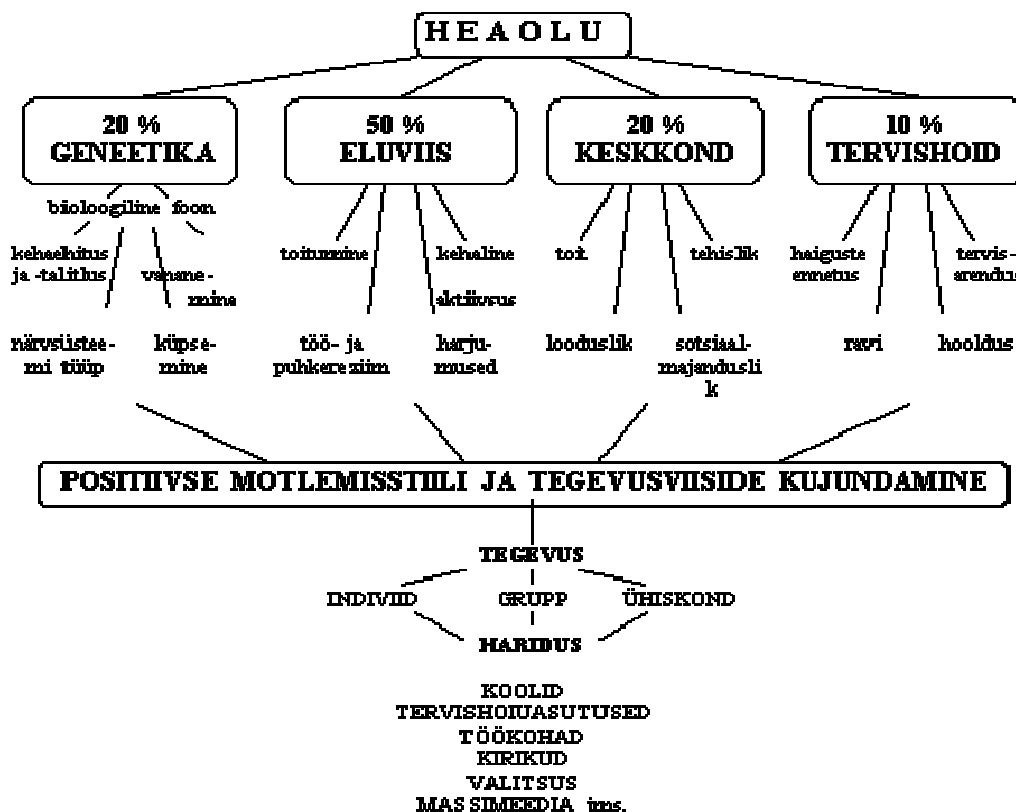 HEAOLU
20 %
GENEETIKA
50 %
ELUVIIS
20 %
KESKKOND
10 %
TERVISHOID
bioloogiline foon
kehaehitus
ja -talitlus
vanane-
mine
närvsüstee-
mi tüüp
küpse-
mine
toitumine
kehaline
aktiivsus
töö- ja
puhkerežiim
harju-
mused
toit
tehislik
looduslik
sotsiaal-
majandusli
k
haiguste
ennetus
tervis-
arendus
ravi
hooldus
POSITIIVSE MOTLEMISSTIILI JA TEGEVUSVIISIDE KUJUNDAMINE
TEGEVUS
INDIVIID GRUPP ÜHISKOND
HARIDUS
KOOLID
TERVISHOIUASUTUSED
TÖÖKOHAD
KIRIKUD
VALITSUS
MASSIMEEDIA jms.